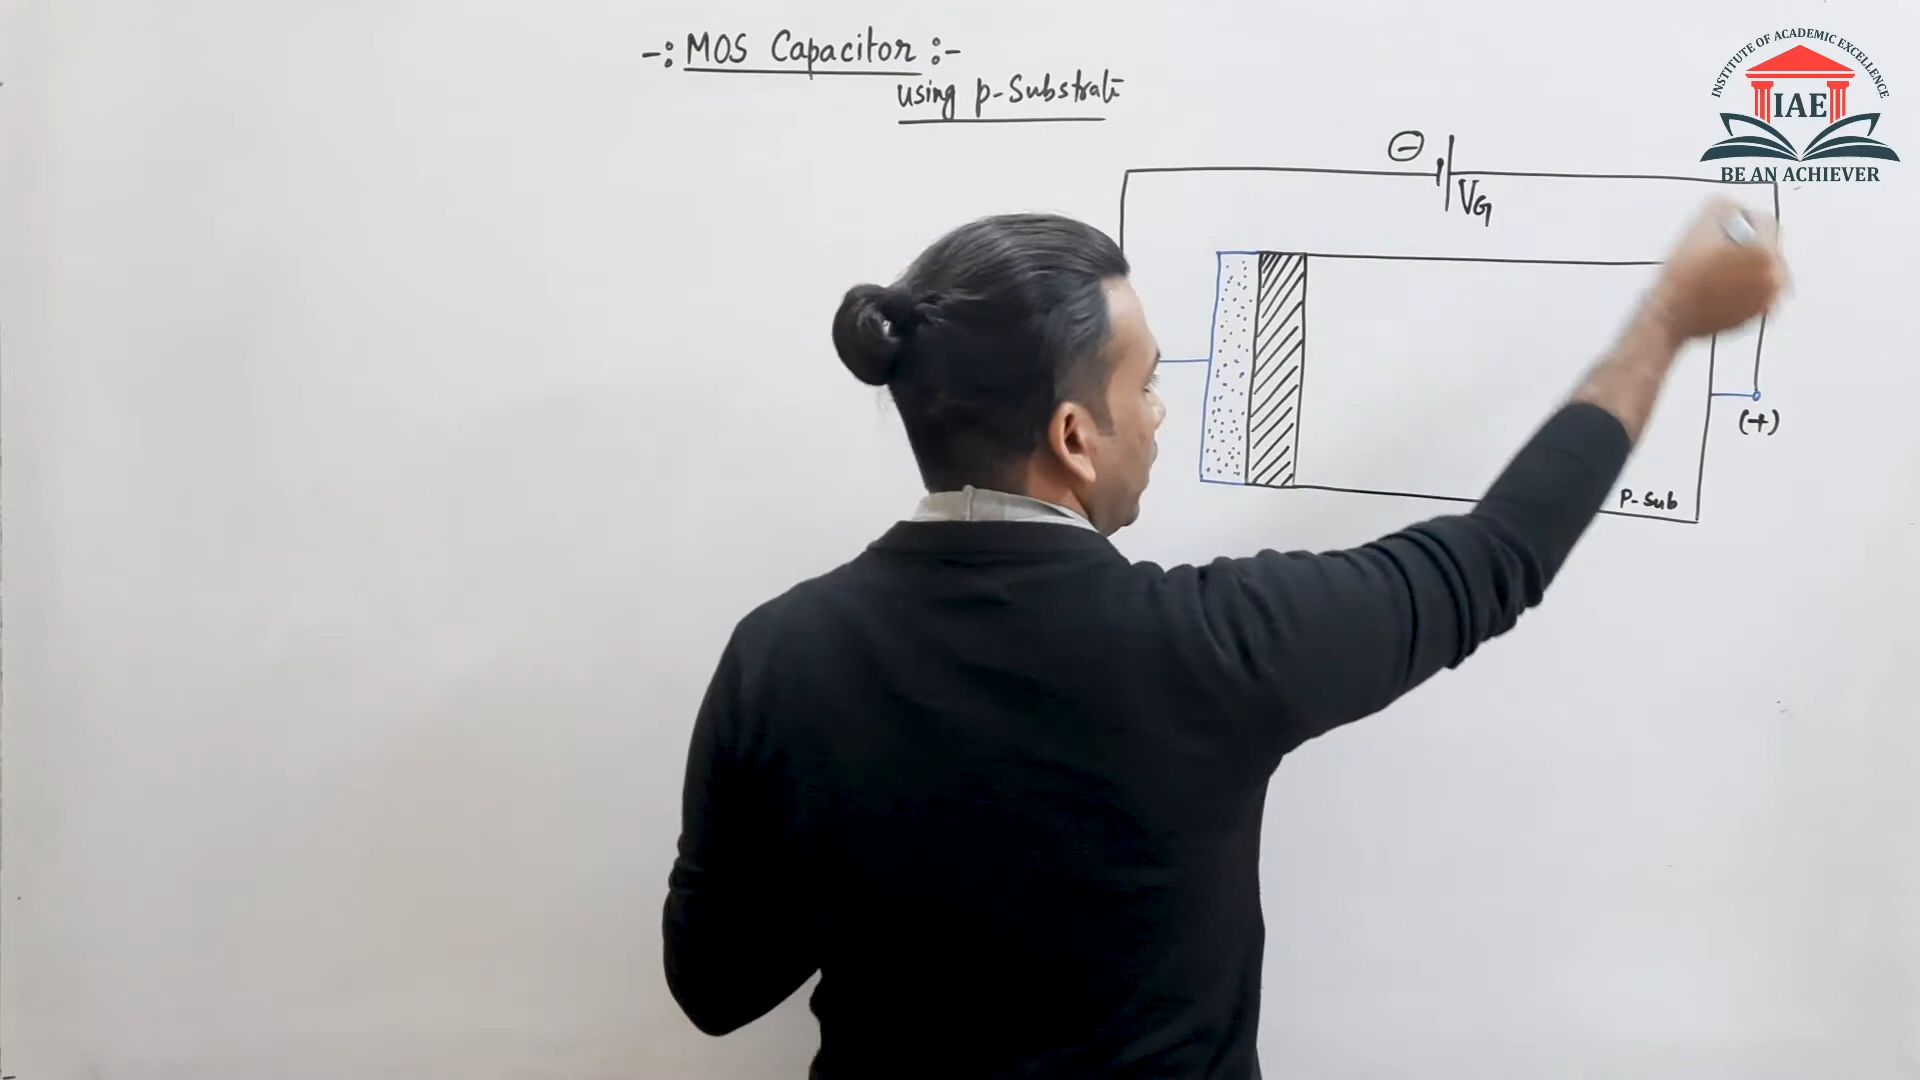 -: MOS Capacitor :-
using p-Substrate
INSTITUTE OF ACADEMIC EXCELLENCE
IAE
BE AN ACHIEVER
⊖
VG
(+)
P-Sub